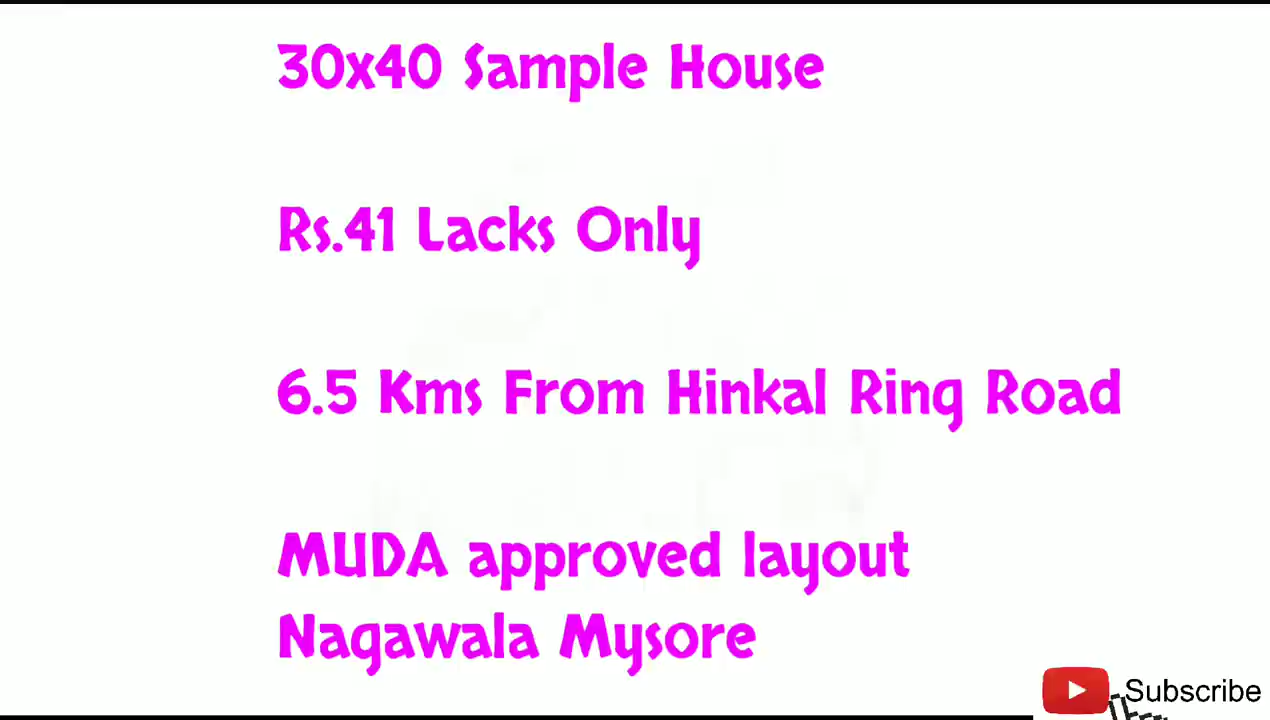 30x40 Sample House
Rs.41 Lacks Only
6.5 Kms From Hinkal Ring Road
MUDA approved layout
Nagawala Mysore
Subscribe